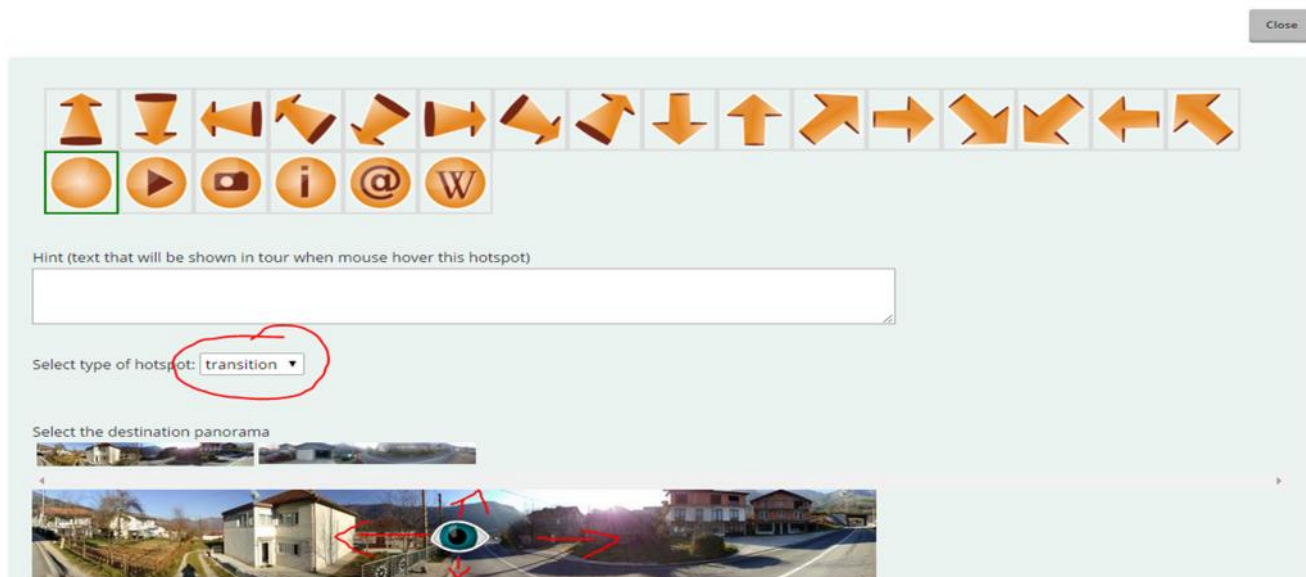 Close
i @ W
Hint (text that will be shown in tour when mouse hover this hotspot)
Select type of hotspot: transition
Select the destination panorama